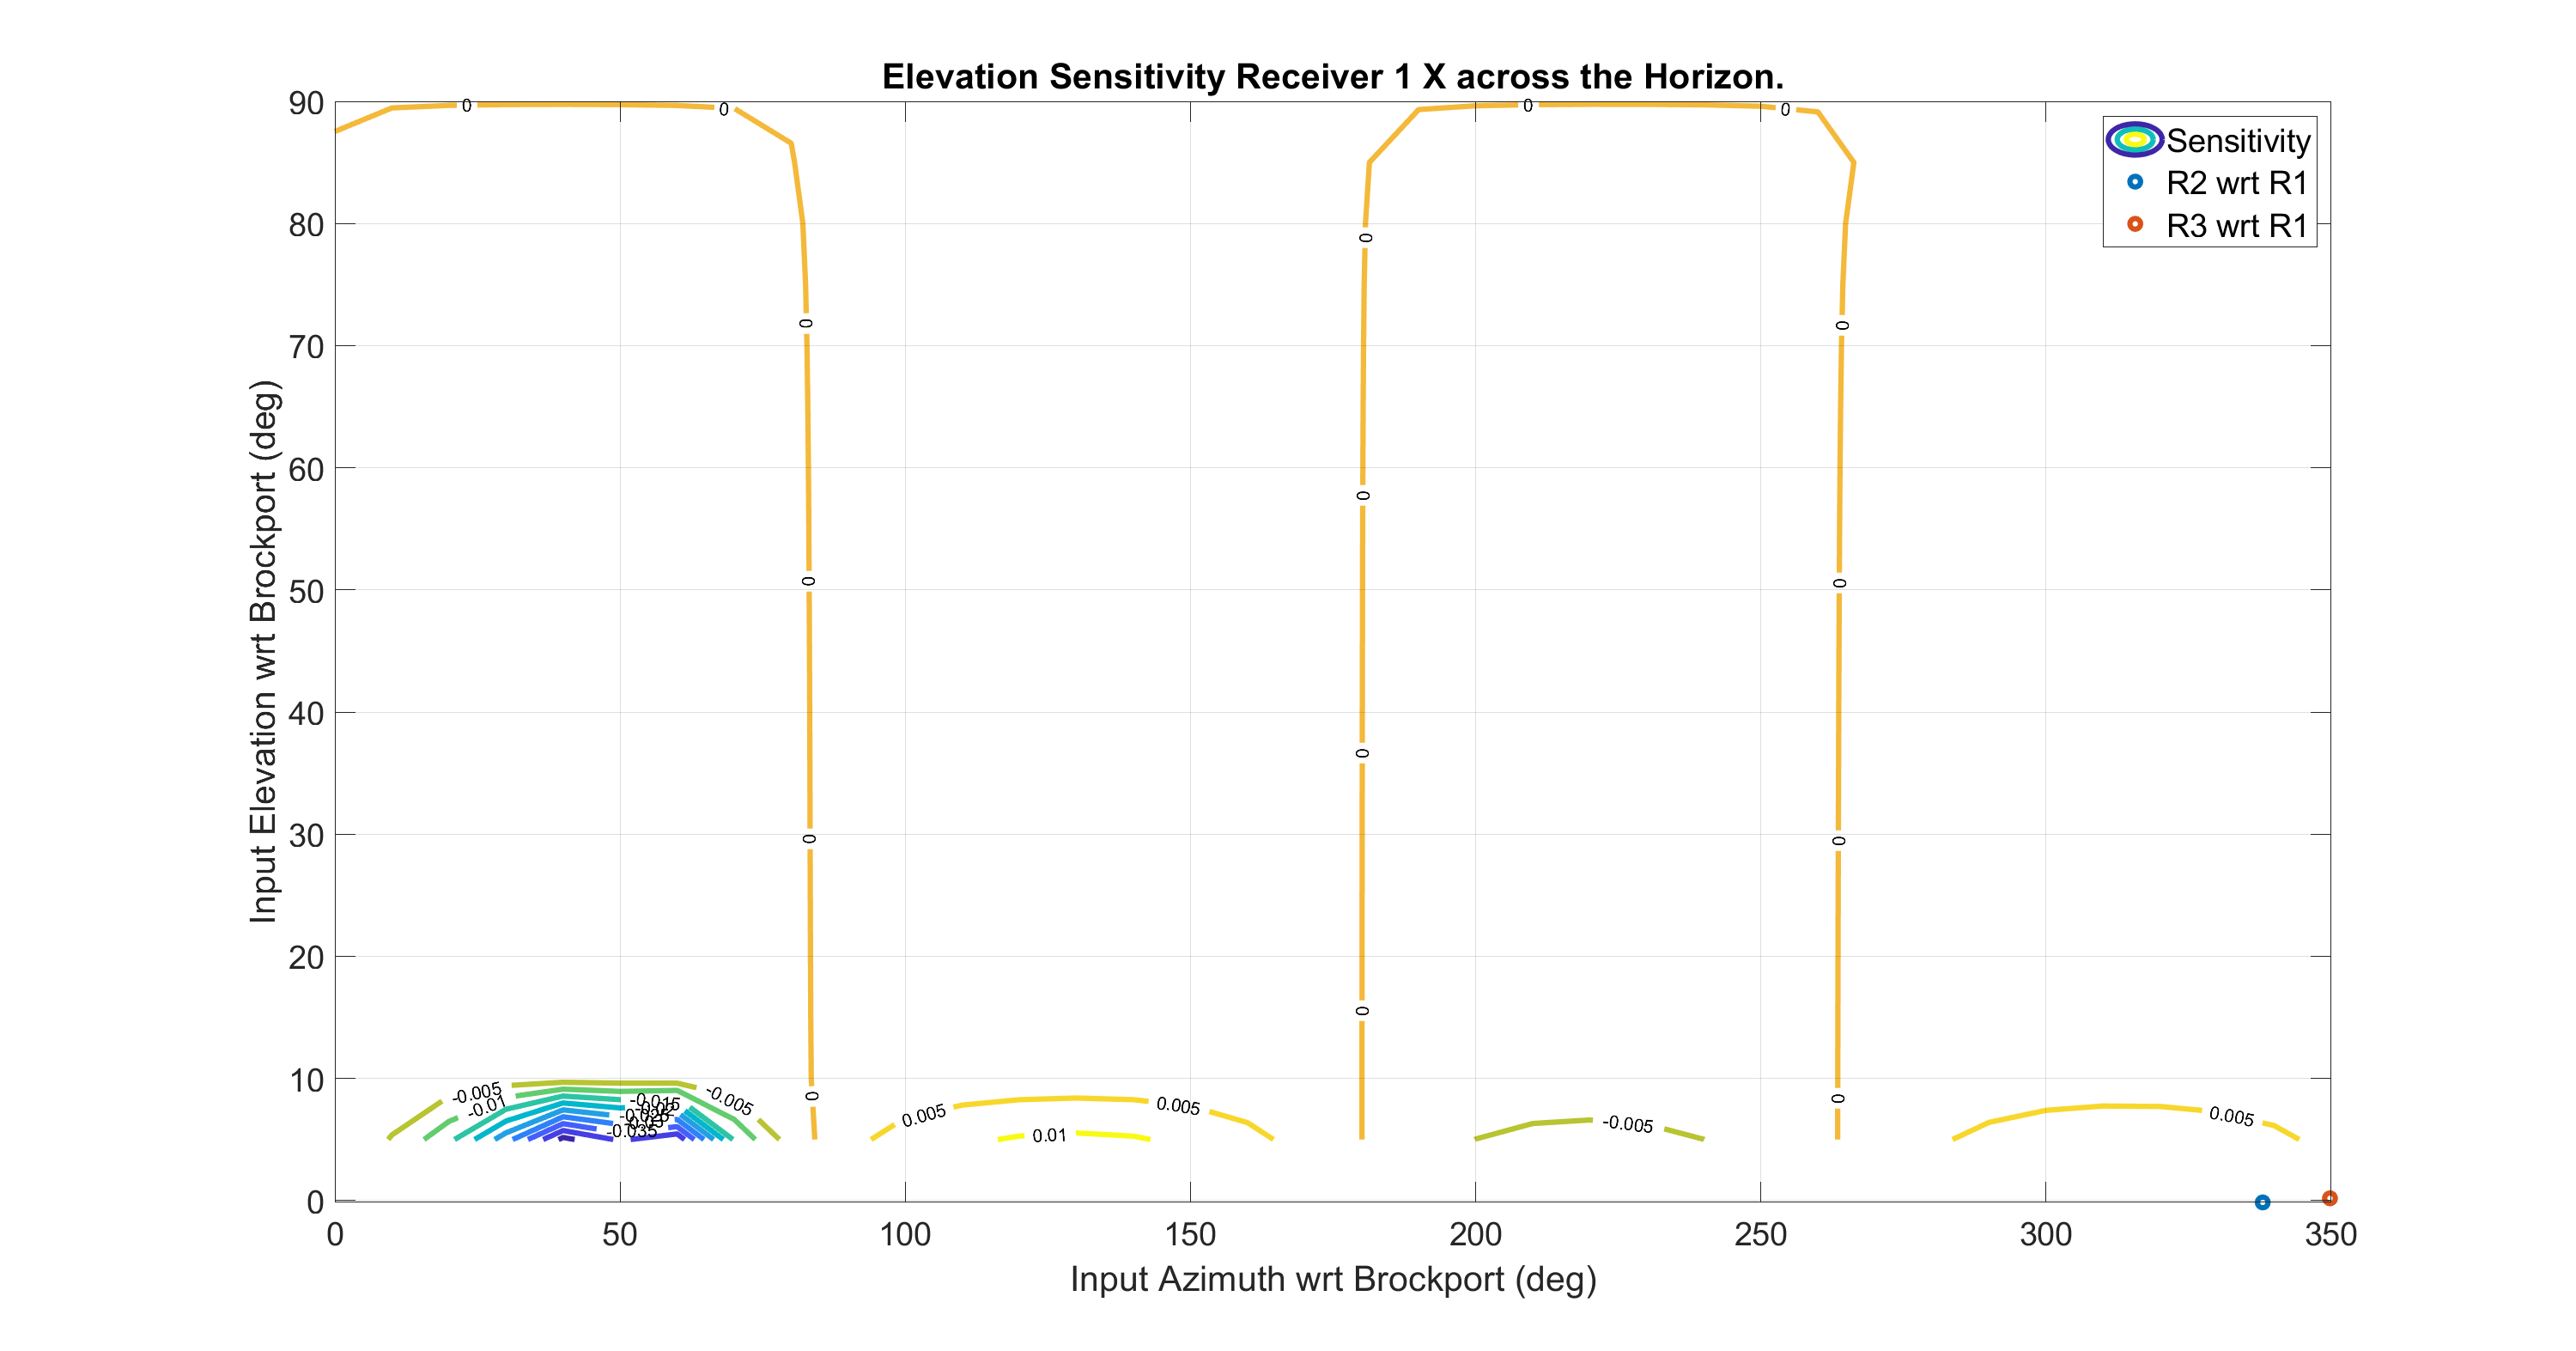 Elevation Sensitivity Receiver 1 X across the Horizon.
Sensitivity
R2 wrt R1
R3 wrt R1
Input Elevation wrt Brockport (deg)
90
80
70
60
50
40
30
20
10
0
0 0 0 0
0 0 0
0 0
0 0
0
0 0
0
0 0
-0.005 -0.005
-0.01
-0.015
-0.035
0.005 0.005
0.01
-0.005
0.005
0 50 100 150 200 250 300 350
Input Azimuth wrt Brockport (deg)